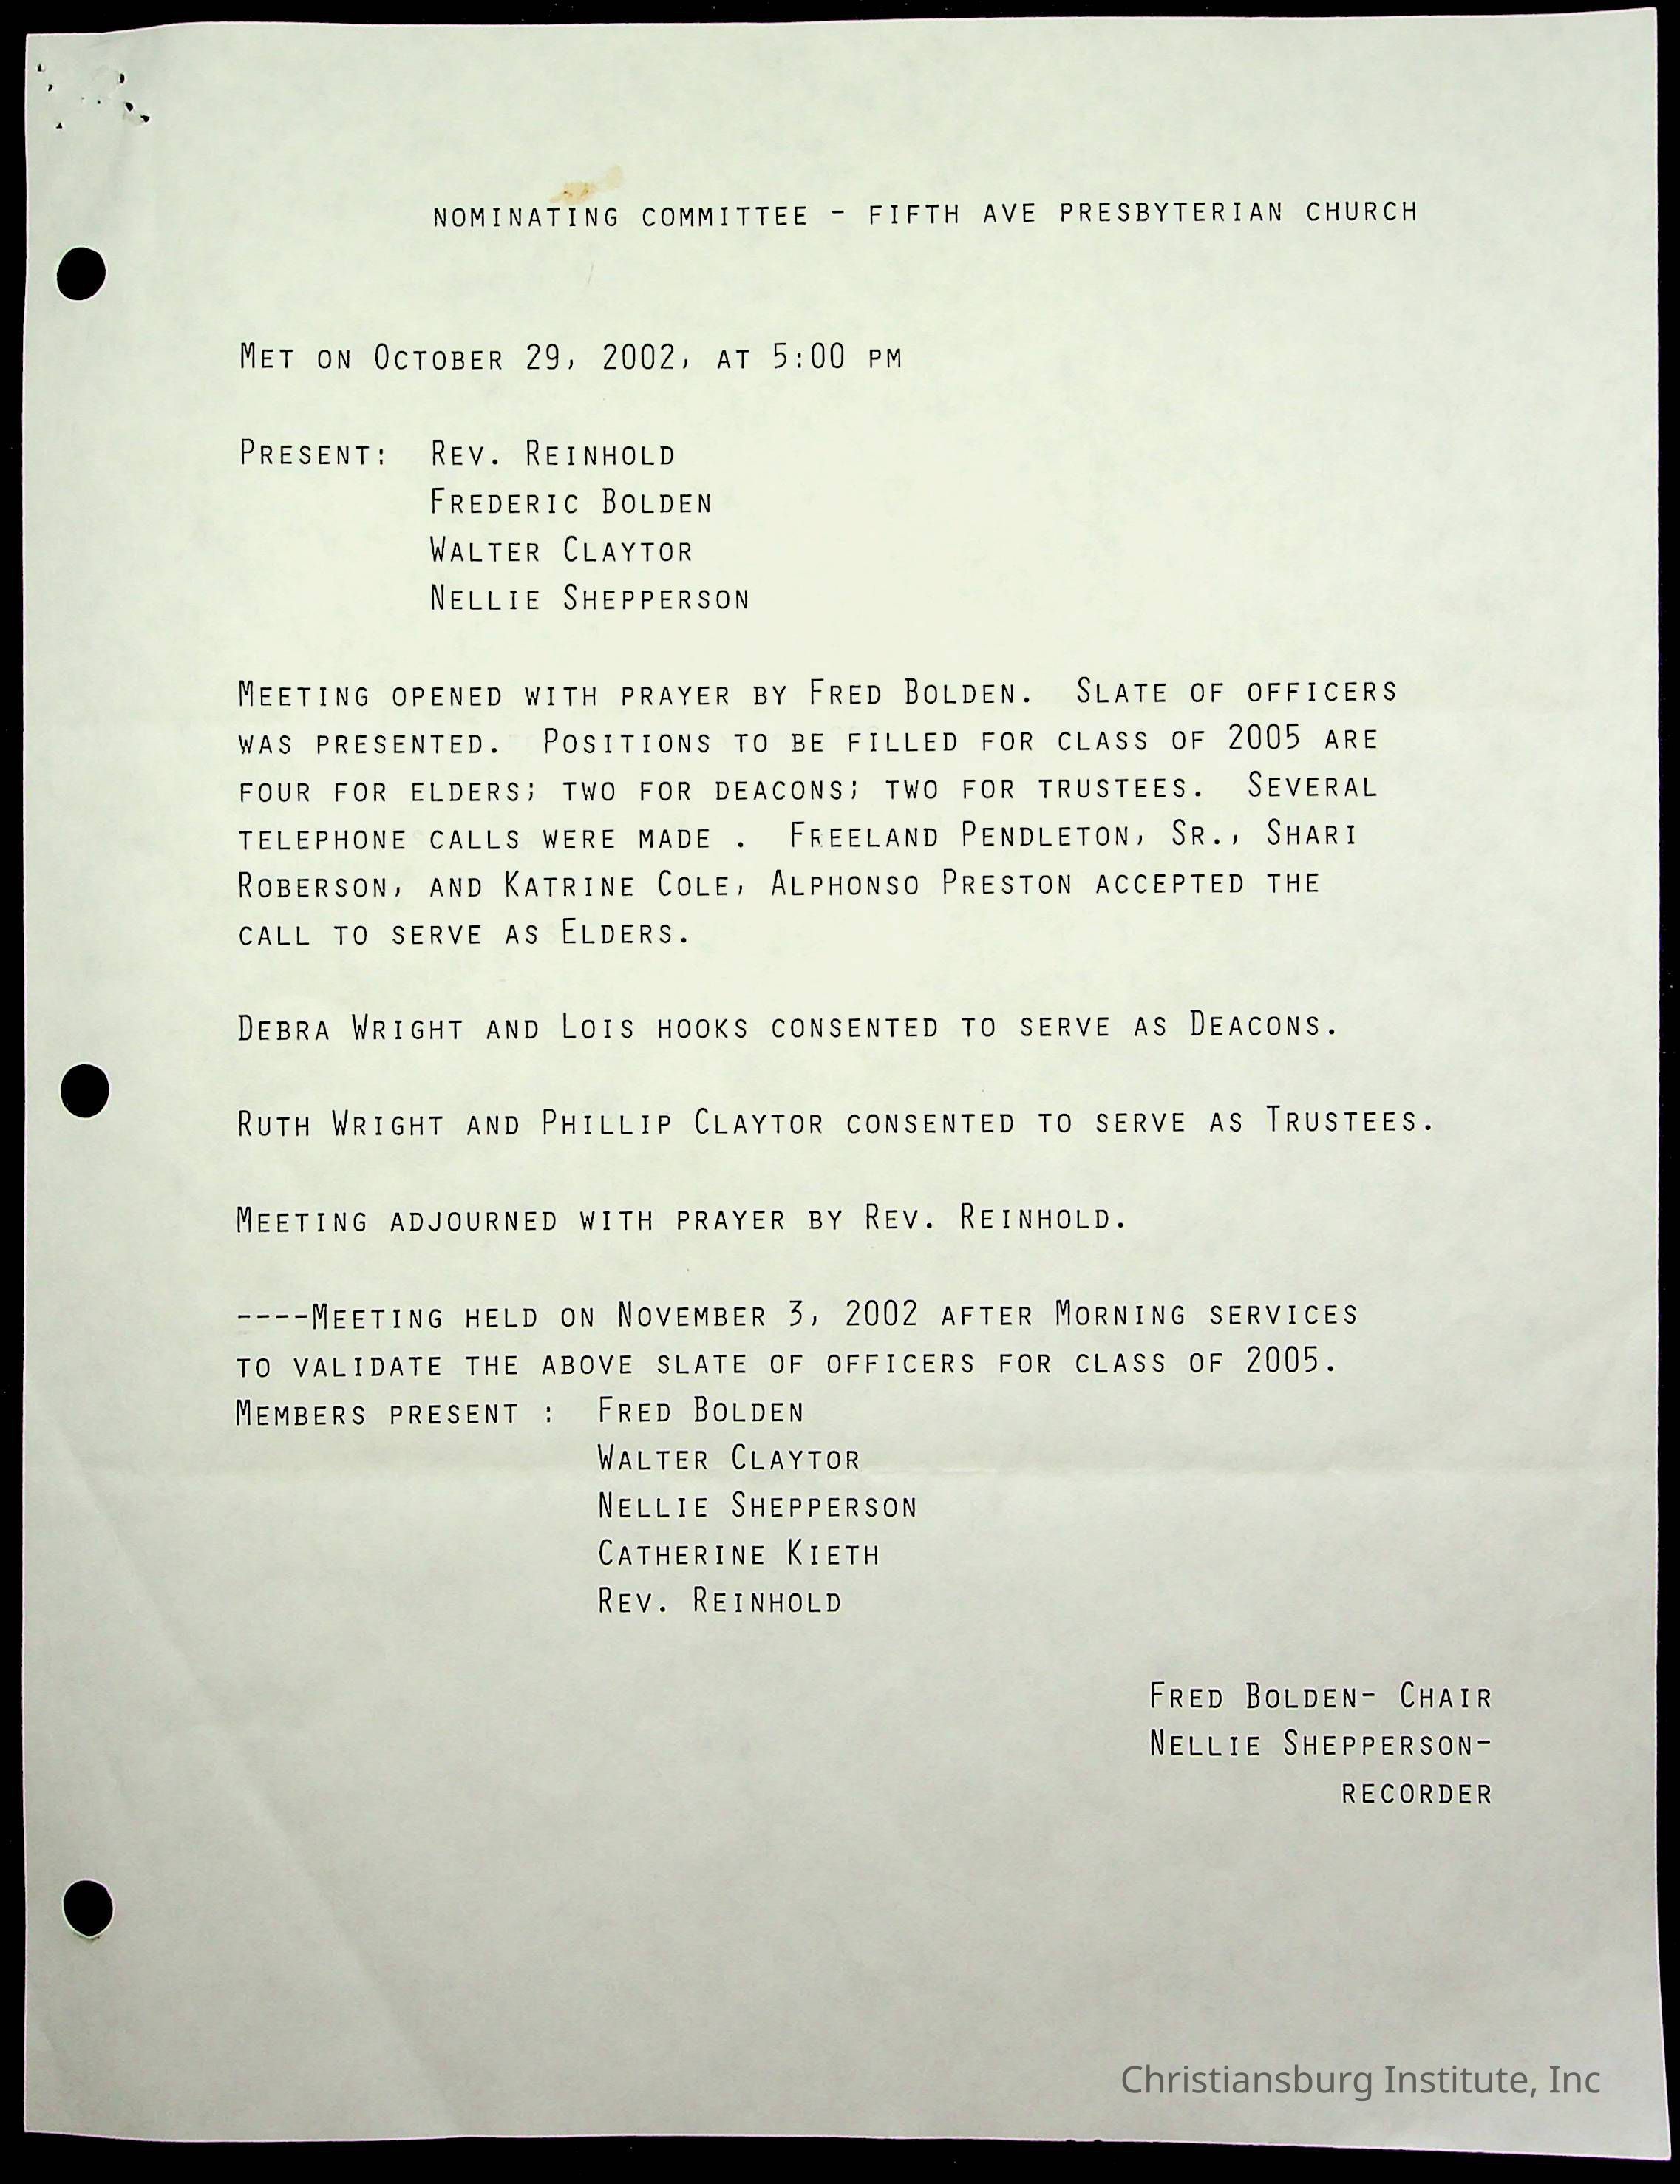 NOMINATING COMMITTEE - FIFTH AVE PRESBYTERIAN CHURCH
MET ON OCTOBER 29, 2002, AT 5:00 PM
PRESENT: REV. REINHOLD
FREDERIC BOLDEN
WALTER CLAYTOR
NELLIE SHEPPERSON
MEETING OPENED WITH PRAYER BY FRED BOLDEN. SLATE OF OFFICERS
WAS PRESENTED. POSITIONS TO BE FILLED FOR CLASS OF 2005 ARE
FOUR FOR ELDERS; TWO FOR DEACONS; TWO FOR TRUSTEES. SEVERAL
TELEPHONE CALLS WERE MADE . FREELAND PENDLETON, SR., SHARI
ROBERSON, AND KATRINE COLE, ALPHONSO PRESTON ACCEPTED THE
CALL TO SERVE AS ELDERS.
DEBRA WRIGHT AND LOIS HOOKS CONSENTED TO SERVE AS DEACONS.
RUTH WRIGHT AND PHILLIP CLAYTOR CONSENTED TO SERVE AS TRUSTEES.
MEETING ADJOURNED WITH PRAYER BY REV. REINHOLD.
----MEETING HELD ON NOVEMBER 3, 2002 AFTER MORNING SERVICES
TO VALIDATE THE ABOVE SLATE OF OFFICERS FOR CLASS OF 2005.
MEMBERS PRESENT : FRED BOLDEN
WALTER CLAYTOR
NELLIE SHEPPERSON
CATHERINE KIETH
REV. REINHOLD
FRED BOLDEN- CHAIR
NELLIE SHEPPERSON-
RECORDER
Christiansburg Institute, Inc